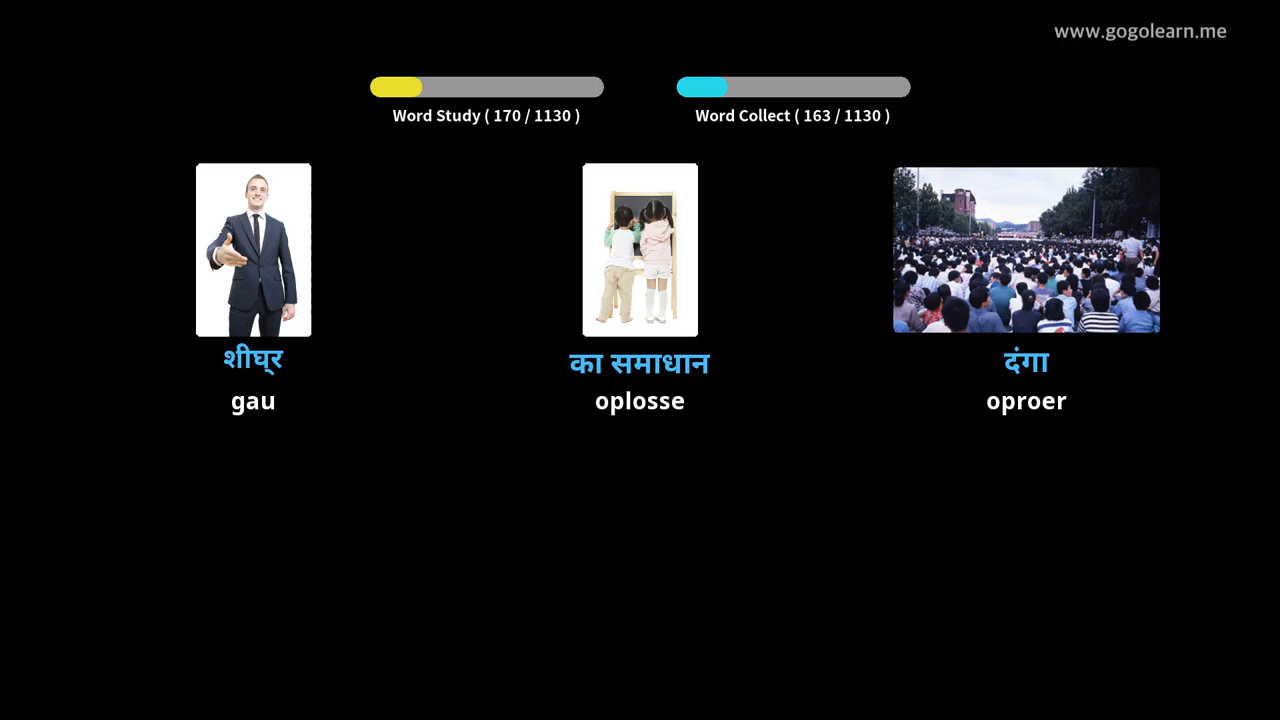 www.gogolearn.me
Word Study ( 170 / 1130 )
Word Collect ( 163 / 1130 )
शीघ्र
का समाधान
दंगा
gau
oplosse
oproer